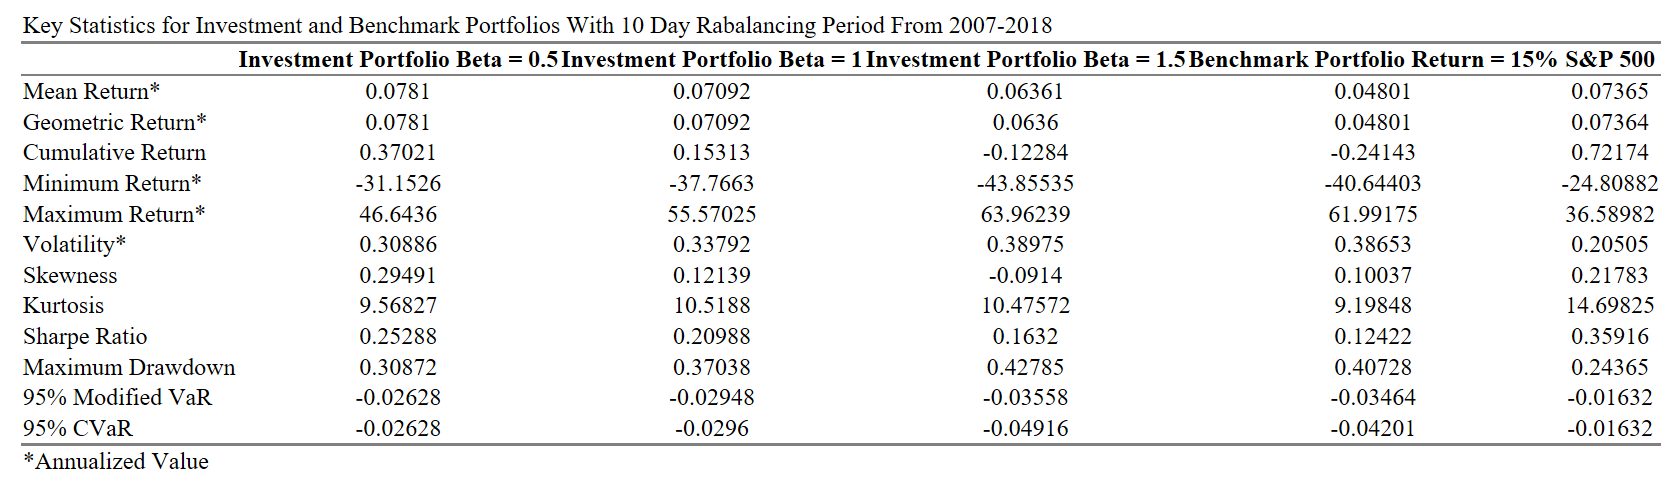 Key Statistics for Investment and Benchmark Portfolios With 10 Day Rabalancing Period From 2007-2018
Investment Portfolio Beta = 0.5 Investment Portfolio Beta = 1 Investment Portfolio Beta = 1.5 Benchmark Portfolio Return = 15% S&P 500
Mean Return* 0.0781 0.07092 0.06361 0.04801 0.07365
Geometric Return* 0.0781 0.07092 0.0636 0.04801 0.07364
Cumulative Return 0.37021 0.15313 -0.12284 -0.24143 0.72174
Minimum Return* -31.1526 -37.7663 -43.85535 -40.64403 -24.80882
Maximum Return* 46.6436 55.57025 63.96239 61.99175 36.58982
Volatility* 0.30886 0.33792 0.38975 0.38653 0.20505
Skewness 0.29491 0.12139 -0.0914 0.10037 0.21783
Kurtosis 9.56827 10.5188 10.47572 9.19848 14.69825
Sharpe Ratio 0.25288 0.20988 0.1632 0.12422 0.35916
Maximum Drawdown 0.30872 0.37038 0.42785 0.40728 0.24365
95% Modified VaR -0.02628 -0.02948 -0.03558 -0.03464 -0.01632
95% CVaR -0.02628 -0.0296 -0.04916 -0.04201 -0.01632
*Annualized Value